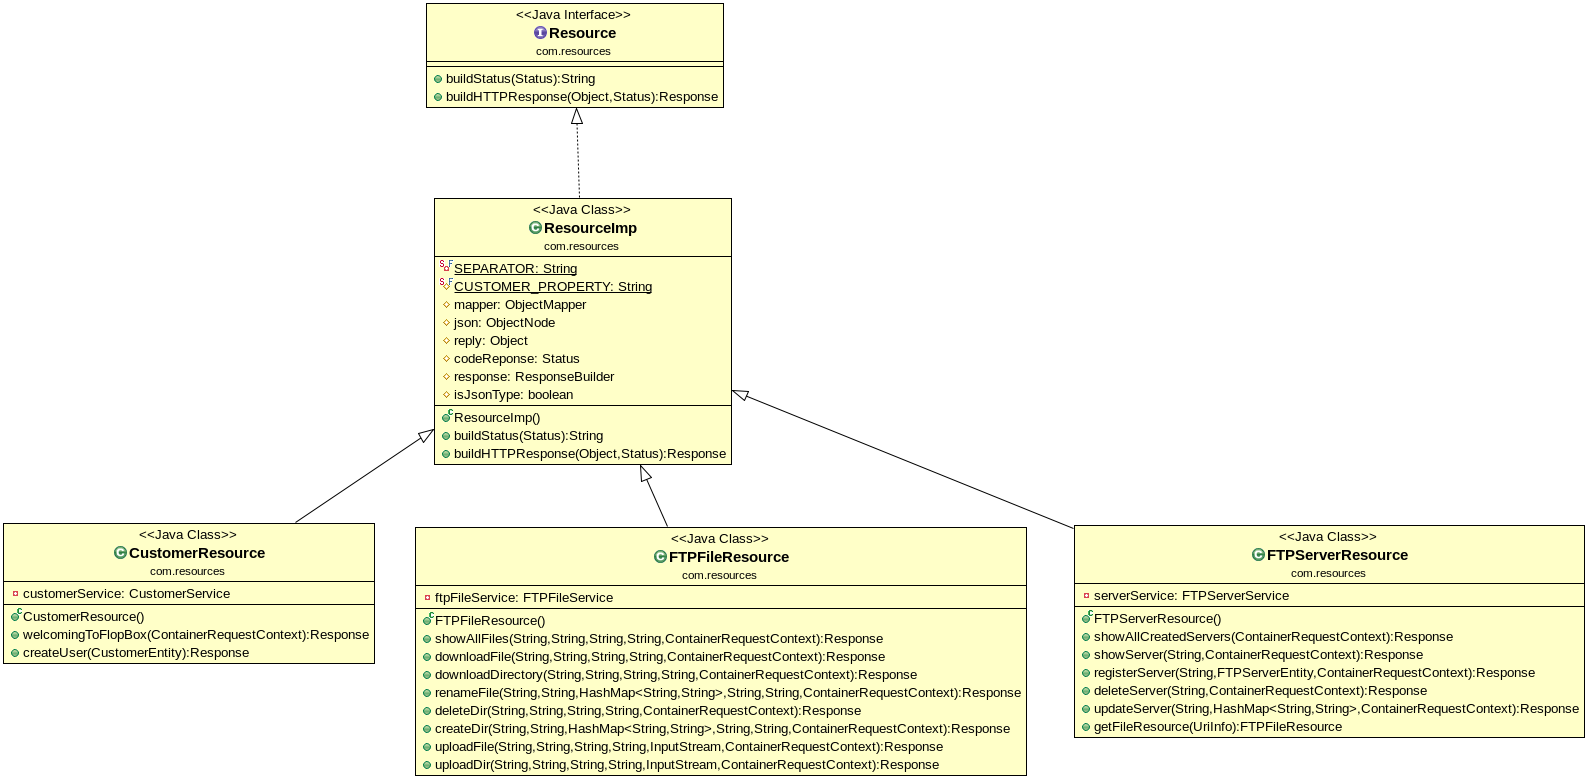 <<Java Interface>>
Resource
com.resources
buildStatus(Status):String
buildHTTPResponse(Object,Status):Response
<<Java Class>>
ResourceImp
com.resources
SEPARATOR: String
CUSTOMER_PROPERTY: String
mapper: ObjectMapper
json: ObjectNode
reply: Object
codeReponse: Status
response: ResponseBuilder
isJsonType: boolean
ResourceImp()
buildStatus(Status):String
buildHTTPResponse(Object,Status):Response
<<Java Class>>
CustomerResource
com.resources
customerService: CustomerService
CustomerResource()
welcomingToFlopBox(ContainerRequestContext):Response
createUser(CustomerEntity):Response
<<Java Class>>
FTPFileResource
com.resources
ftpFileService: FTPFileService
FTPFileResource()
showAllFiles(String,String,String,String,ContainerRequestContext):Response
downloadFile(String,String,String,String,ContainerRequestContext):Response
downloadDirectory(String,String,String,String,ContainerRequestContext):Response
renameFile(String,String,HashMap<String,String>,String,String,ContainerRequestContext):Response
deleteDir(String,String,String,String,ContainerRequestContext):Response
createDir(String,String,HashMap<String,String>,String,String,ContainerRequestContext):Response
uploadFile(String,String,String,String,InputStream,ContainerRequestContext):Response
uploadDir(String,String,String,String,InputStream,ContainerRequestContext):Response
<<Java Class>>
FTPServerResource
com.resources
serverService: FTPServerService
FTPServerResource()
showAllCreatedServers(ContainerRequestContext):Response
showServer(String,ContainerRequestContext):Response
registerServer(String,FTPServerEntity,ContainerRequestContext):Response
deleteServer(String,ContainerRequestContext):Response
updateServer(String,HashMap<String,String>,ContainerRequestContext):Response
getFileResource(UriInfo):FTPFileResource